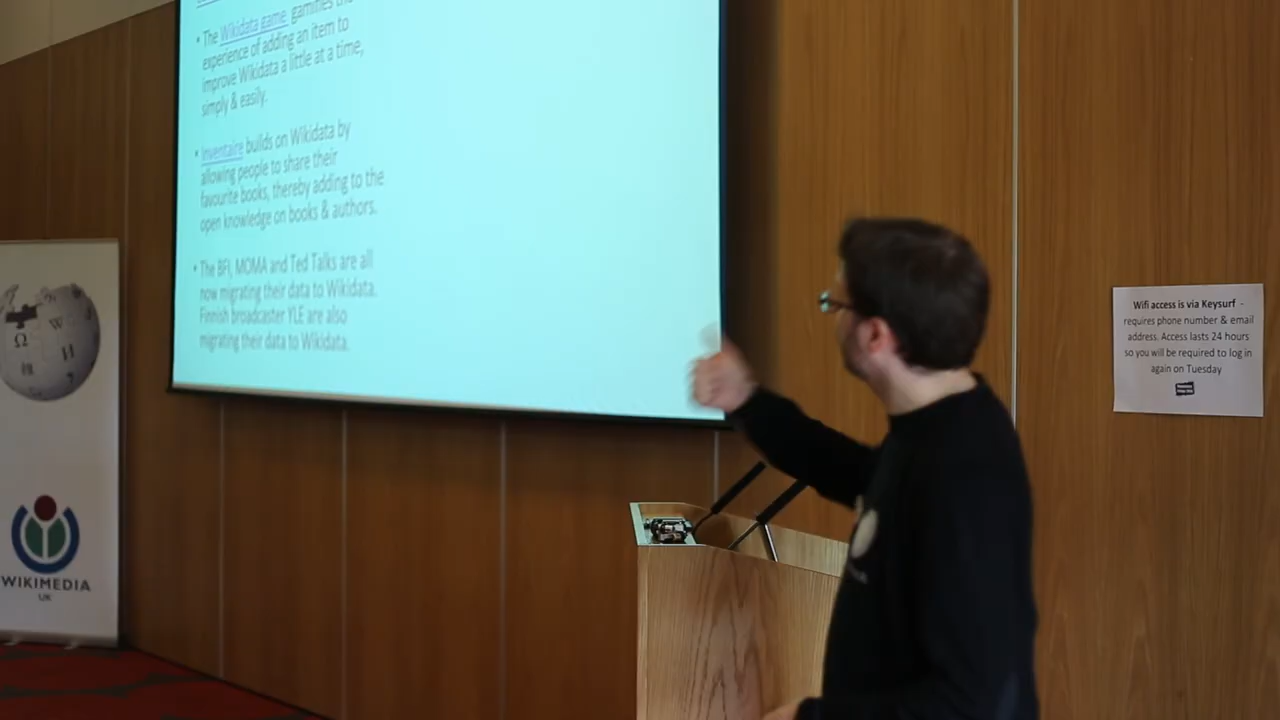 • The Wikidata game gamifies the
experience of adding an item to
improve Wikidata a little at a time,
simply & easily.
• Inventaire builds on Wikidata by
allowing people to share their
favourite books, thereby adding to the
open knowledge on books & authors.
• The BFI, MOMA and Ted Talks are all
now migrating their data to Wikidata.
Finnish broadcaster YLE are also
migrating their data to Wikidata.
Wifi access is via Keysurf -
requires phone number & email
address. Access lasts 24 hours
so you will be required to log in
again on Tuesday
W
Ω
И
WIKIMEDIA
UK